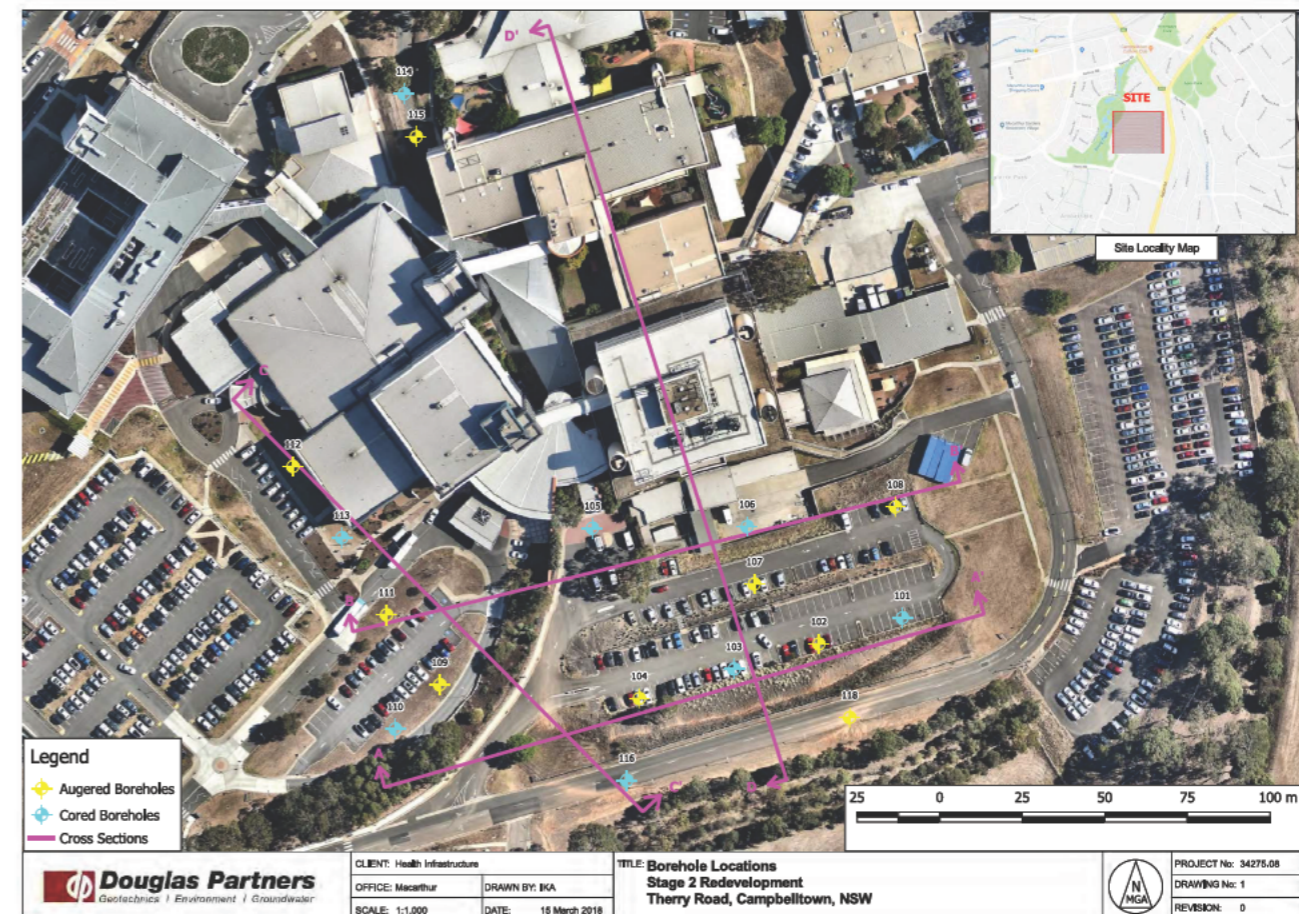 D'
114
115
SITE
Site Locality Map
C
112
113
105
106
108
B'
107
111
B
101
A'
102
103
104
109
110
118
A
116
C'
D
Legend
Augered Boreholes
Cored Boreholes
Cross Sections
25 0 25 50 75 100 m
Douglas Partners
Geotechnics | Environment | Groundwater
CLIENT: Health Infrastructure
OFFICE: Macarthur
DRAWN BY: IKA
SCALE: 1:1,000
DATE: 15 March 2018
TITLE: Borehole Locations
Stage 2 Redevelopment
Therry Road, Campbelltown, NSW
N
MGA
PROJECT No: 34275.08
DRAWING No: 1
REVISION: 0